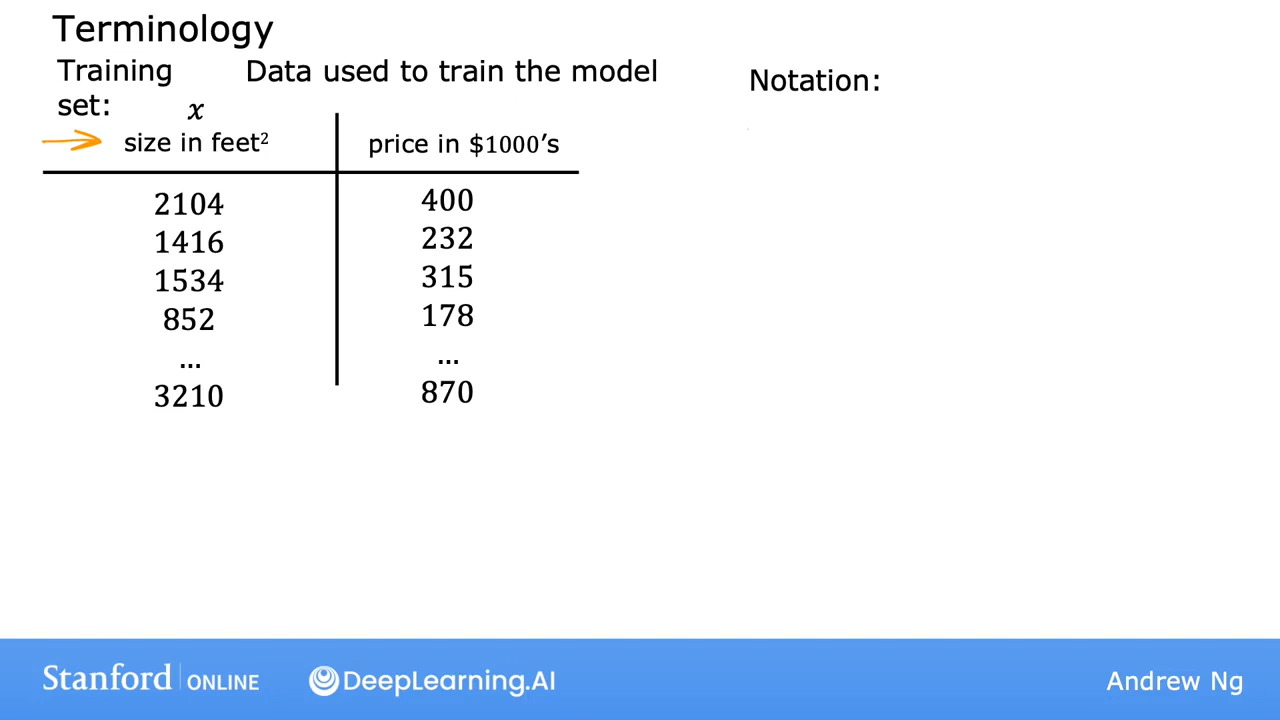 Terminology
Training Data used to train the model
set:
Notation:
x
size in feet² price in $1000's
2104 400
1416 232
1534 315
852 178
... ...
3210 870
Stanford ONLINE DeepLearning.AI Andrew Ng